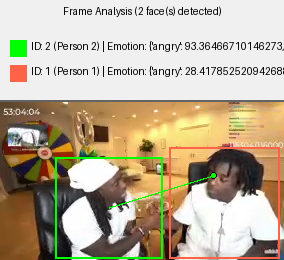 Frame Analysis (2 face(s) detected)
ID: 2 (Person 2) | Emotion: {'angry': 93.36466710146273,
ID: 1 (Person 1) | Emotion: {'angry': 28.41785252094268
53:04:04